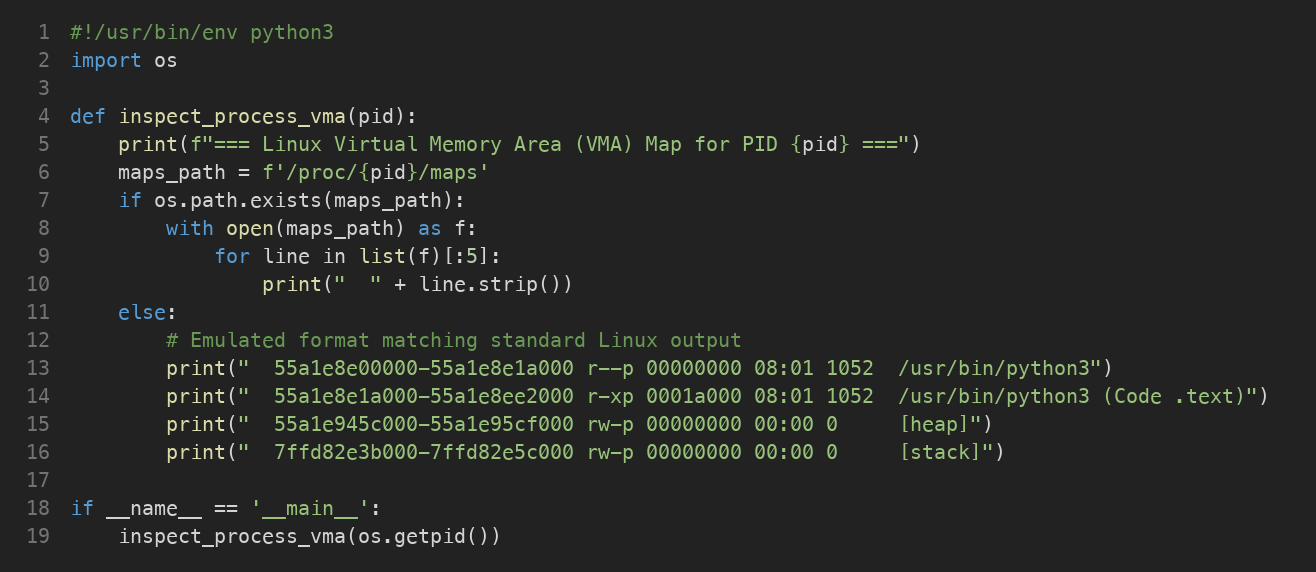 1 #!/usr/bin/env python3
2 import os
3
4 def inspect_process_vma(pid):
5     print(f"=== Linux Virtual Memory Area (VMA) Map for PID {pid} ===")
6     maps_path = f'/proc/{pid}/maps'
7     if os.path.exists(maps_path):
8         with open(maps_path) as f:
9             for line in list(f)[:5]:
10                 print("  " + line.strip())
11     else:
12         # Emulated format matching standard Linux output
13         print("  55a1e8e00000-55a1e8e1a000 r--p 00000000 08:01 1052  /usr/bin/python3")
14         print("  55a1e8e1a000-55a1e8ee2000 r-xp 0001a000 08:01 1052  /usr/bin/python3 (Code .text)")
15         print("  55a1e945c000-55a1e95cf000 rw-p 00000000 00:00 0     [heap]")
16         print("  7ffd82e3b000-7ffd82e5c000 rw-p 00000000 00:00 0     [stack]")
17
18 if __name__ == '__main__':
19     inspect_process_vma(os.getpid())